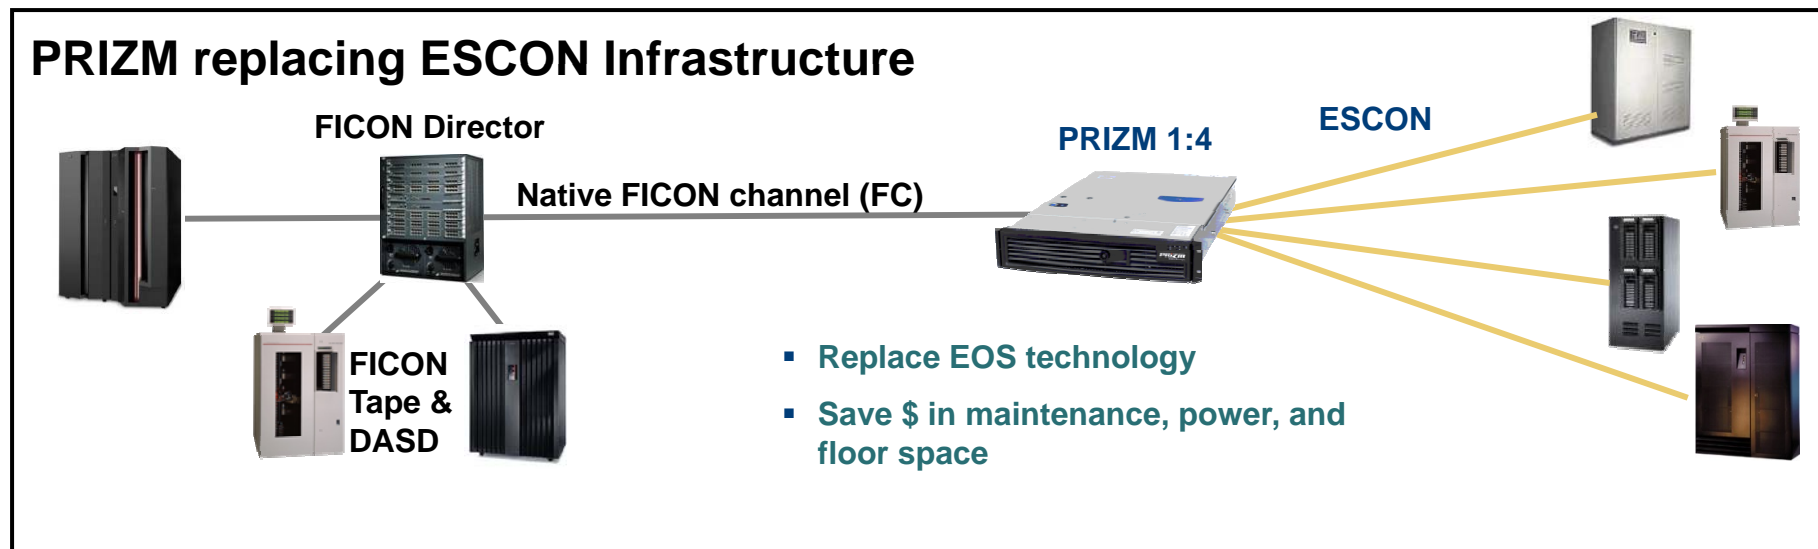 PRIZM replacing ESCON Infrastructure
FICON Director
Native FICON channel (FC)
PRIZM 1:4
ESCON
PRIZM
FICON
Tape &
DASD
▪ Replace EOS technology
▪ Save $ in maintenance, power, and
floor space